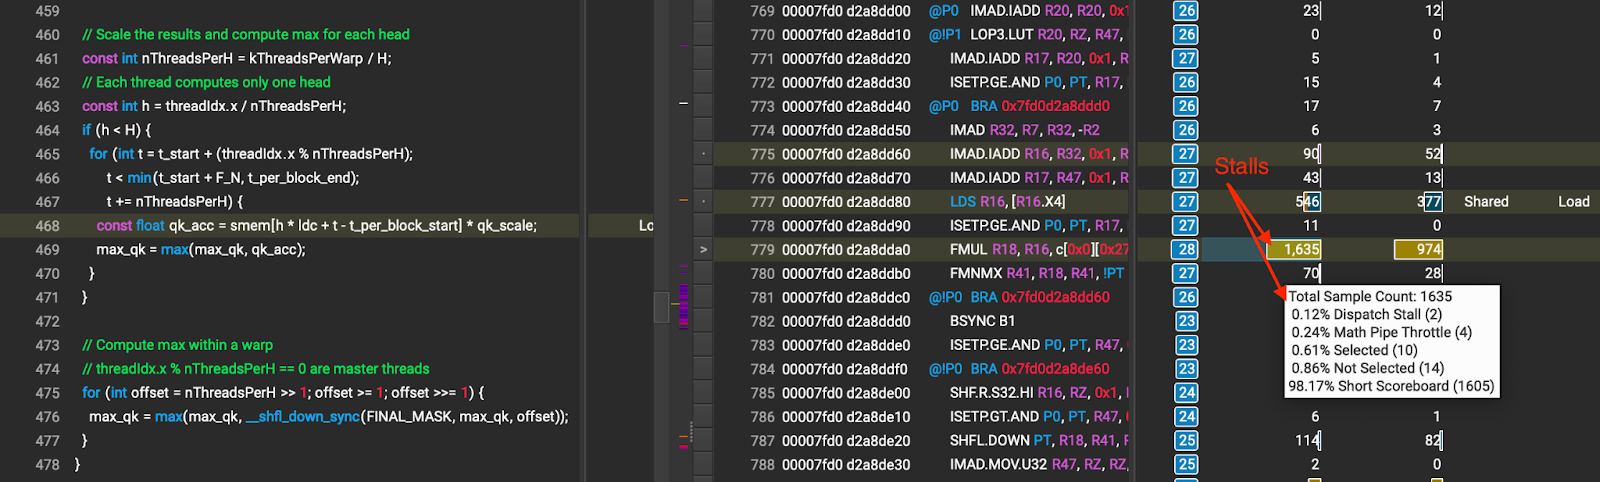 459
460 // Scale the results and compute max for each head
461 const int nThreadsPerH = kThreadsPerWarp / H;
462 // Each thread computes only one head
463 const int h = threadIdx.x / nThreadsPerH;
464 if (h < H) {
465 for (int t = t_start + (threadIdx.x % nThreadsPerH);
466 t < min(t_start + F_N, t_per_block_end);
467 t += nThreadsPerH) {
468 const float qk_acc = smem[h * ldc + t - t_per_block_start] * qk_scale; Lo
469 max_qk = max(max_qk, qk_acc);
470 }
471 }
472
473 // Compute max within a warp
474 // threadIdx.x % nThreadsPerH == 0 are master threads
475 for (int offset = nThreadsPerH >> 1; offset >= 1; offset >>= 1) {
476 max_qk = max(max_qk, __shfl_down_sync(FINAL_MASK, max_qk, offset));
477 }
478 }
769 00007fd0 d2a8dd00 @P0 IMAD.IADD R20, R20, 0x1 26 23 12
770 00007fd0 d2a8dd10 @!P1 LOP3.LUT R20, RZ, R47, 26 0 0
771 00007fd0 d2a8dd20 IMAD.IADD R17, R20, 0x1, R 27 5 1
772 00007fd0 d2a8dd30 ISETP.GE.AND P0, PT, R17, 26 15 4
773 00007fd0 d2a8dd40 @P0 BRA 0x7fd0d2a8ddd0 26 17 7
774 00007fd0 d2a8dd50 IMAD R32, R7, R32, -R2 26 6 3
775 00007fd0 d2a8dd60 IMAD.IADD R16, R32, 0x1, R 27 90 52
776 00007fd0 d2a8dd70 IMAD.IADD R17, R47, 0x1, R 27 43 13
777 00007fd0 d2a8dd80 LDS R16, [R16.X4] 27 546 377 Shared Load
778 00007fd0 d2a8dd90 ISETP.GE.AND P0, PT, R17, 27 11 0
> 779 00007fd0 d2a8dda0 FMUL R18, R16, c[0x0][0x27 28 1,635 974
780 00007fd0 d2a8ddb0 FMNMX R41, R18, R41, !PT 27 70 28
781 00007fd0 d2a8ddc0 @!P0 BRA 0x7fd0d2a8dd60 26
782 00007fd0 d2a8ddd0 BSYNC B1 23
783 00007fd0 d2a8dde0 ISETP.GE.AND P0, PT, R47, 23
784 00007fd0 d2a8ddf0 @!P0 BRA 0x7fd0d2a8de60 23
785 00007fd0 d2a8de00 SHF.R.S32.HI R16, RZ, 0x1, 24
786 00007fd0 d2a8de10 ISETP.GT.AND P0, PT, R47, 24 6 1
787 00007fd0 d2a8de20 SHFL.DOWN PT, R18, R41, R 25 114 82
788 00007fd0 d2a8de30 IMAD.MOV.U32 R47, RZ, RZ, 25 2 0
Stalls
Total Sample Count: 1635
0.12% Dispatch Stall (2)
0.24% Math Pipe Throttle (4)
0.61% Selected (10)
0.86% Not Selected (14)
98.17% Short Scoreboard (1605)